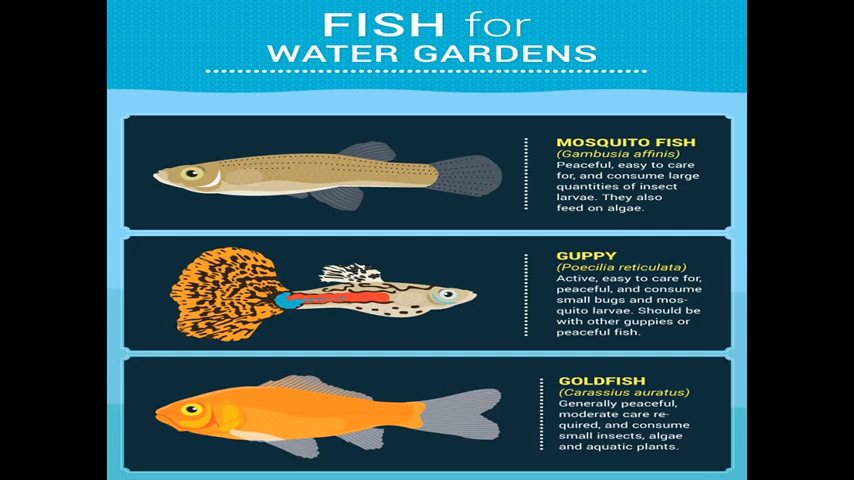 FISH for
WATER GARDENS
MOSQUITO FISH
(Gambusia affinis)
Peaceful, easy to care
for, and consume large
quantities of insect
larvae. They also
feed on algae.
GUPPY
(Poecilia reticulata)
Active, easy to care for,
peaceful, and consume
small bugs and mos-
quito larvae. Should be
with other guppies or
peaceful fish.
GOLDFISH
(Carassius auratus)
Generally peaceful,
moderate care re-
quired, and consume
small insects, algae
and aquatic plants.